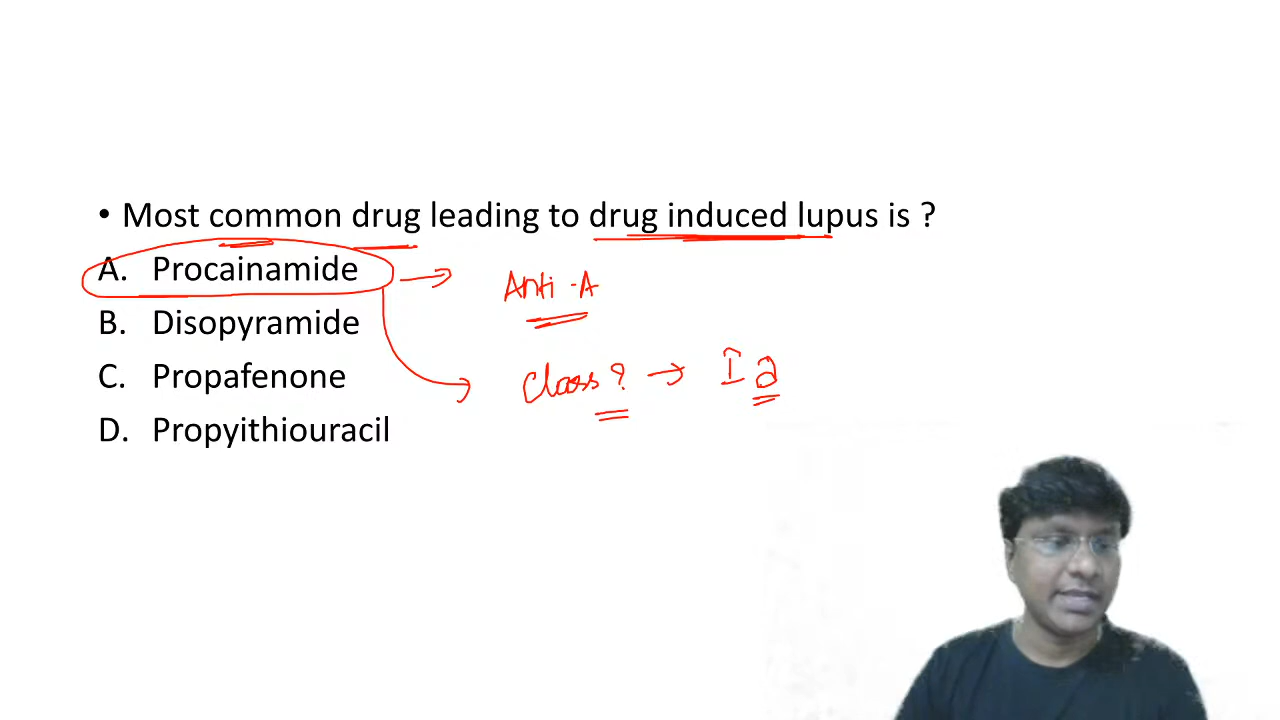 • Most common drug leading to drug induced lupus is ?
A. Procainamide
Anti-A
B. Disopyramide
C. Propafenone
Class? → I a
D. Propyithiouracil